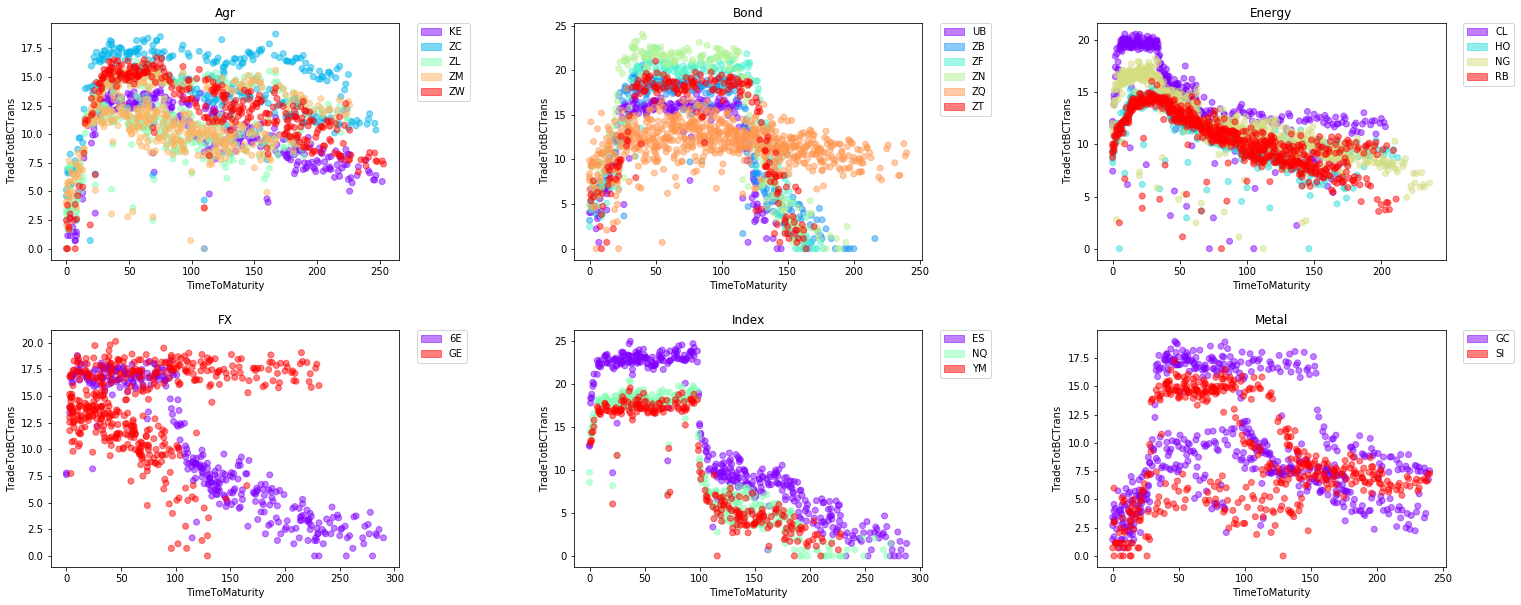 Agr
TradeTotBCTrans
17.5
15.0
12.5
10.0
7.5
5.0
2.5
0.0
0 50 100 150 200 250
TimeToMaturity
KE
ZC
ZL
ZM
ZW
Bond
TradeTotBCTrans
25
20
15
10
5
0
0 50 100 150 200 250
TimeToMaturity
UB
ZB
ZF
ZN
ZQ
ZT
Energy
TradeTotBCTrans
20
15
10
5
0
0 50 100 150 200
TimeToMaturity
CL
HO
NG
RB
FX
TradeTotBCTrans
20.0
17.5
15.0
12.5
10.0
7.5
5.0
2.5
0.0
0 50 100 150 200 250 300
TimeToMaturity
6E
GE
Index
TradeTotBCTrans
25
20
15
10
5
0
0 50 100 150 200 250 300
TimeToMaturity
ES
NQ
YM
Metal
TradeTotBCTrans
17.5
15.0
12.5
10.0
7.5
5.0
2.5
0.0
0 50 100 150 200 250
TimeToMaturity
GC
SI